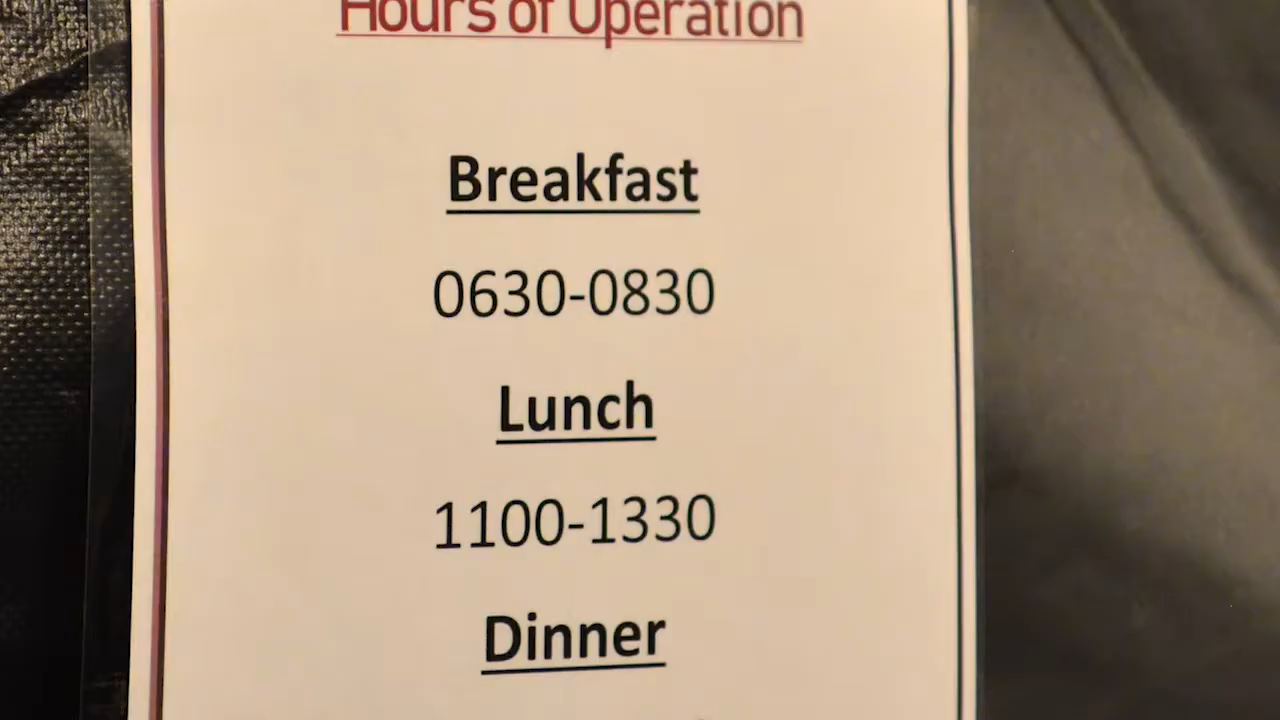 Hours of Operation
Breakfast
0630-0830
Lunch
1100-1330
Dinner